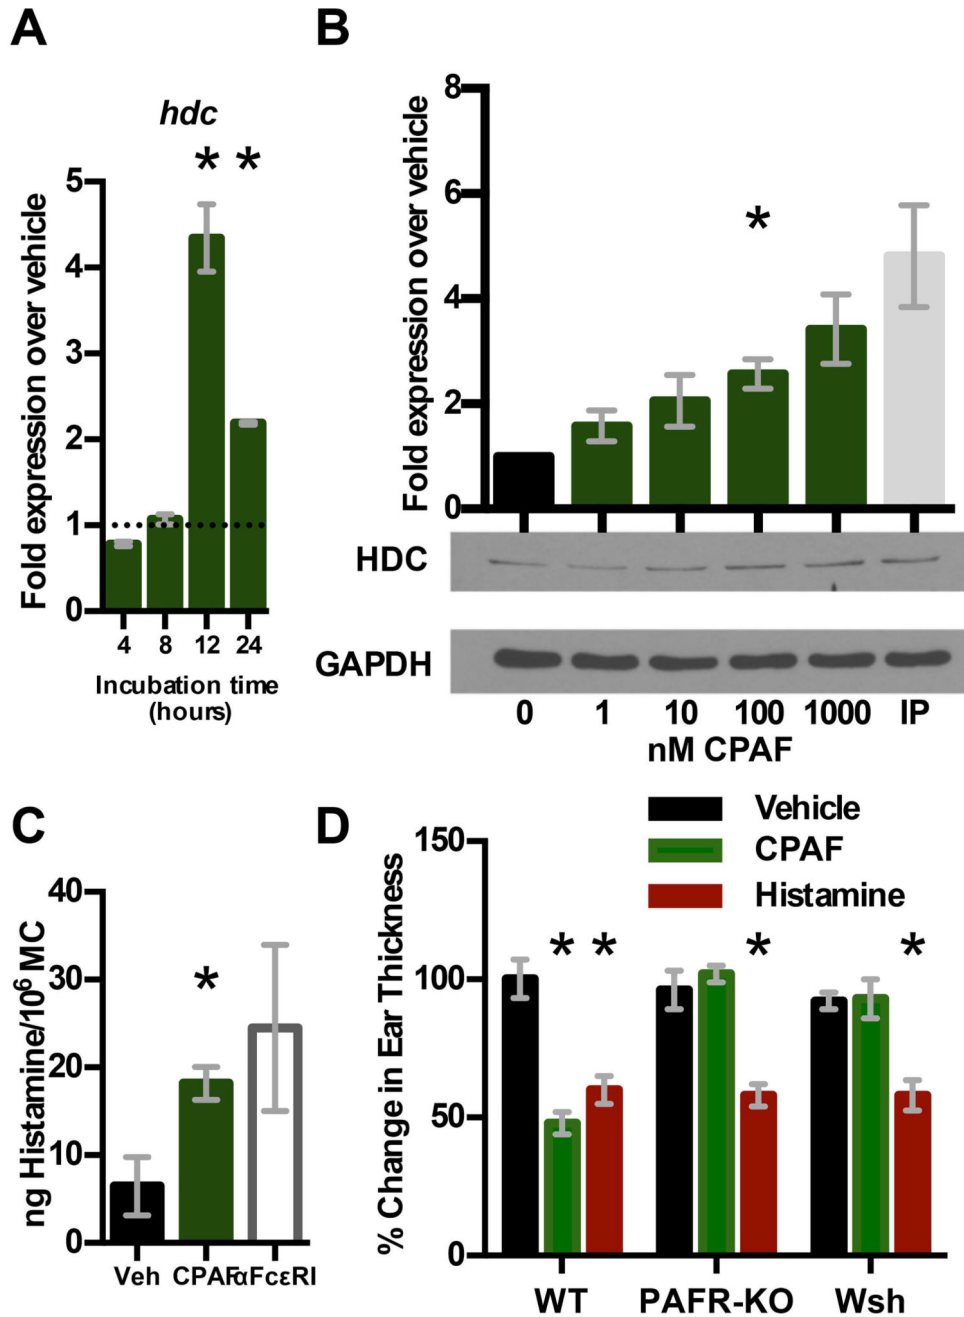 A
hdc
* *
Fold expression over vehicle
5
4
3
2
1
0
4 8 12 24
Incubation time
(hours)
B
Fold expression over vehicle
8
6
4
2
0
*
HDC
GAPDH
0 1 10 100 1000 IP
nM CPAF
C
ng Histamine/10⁶ MC
40
30
20
10
0
*
Veh CPAF αFcεRI
D
Vehicle
CPAF
Histamine
% Change in Ear Thickness
150
100
50
0
* * * *
WT PAFR-KO Wsh